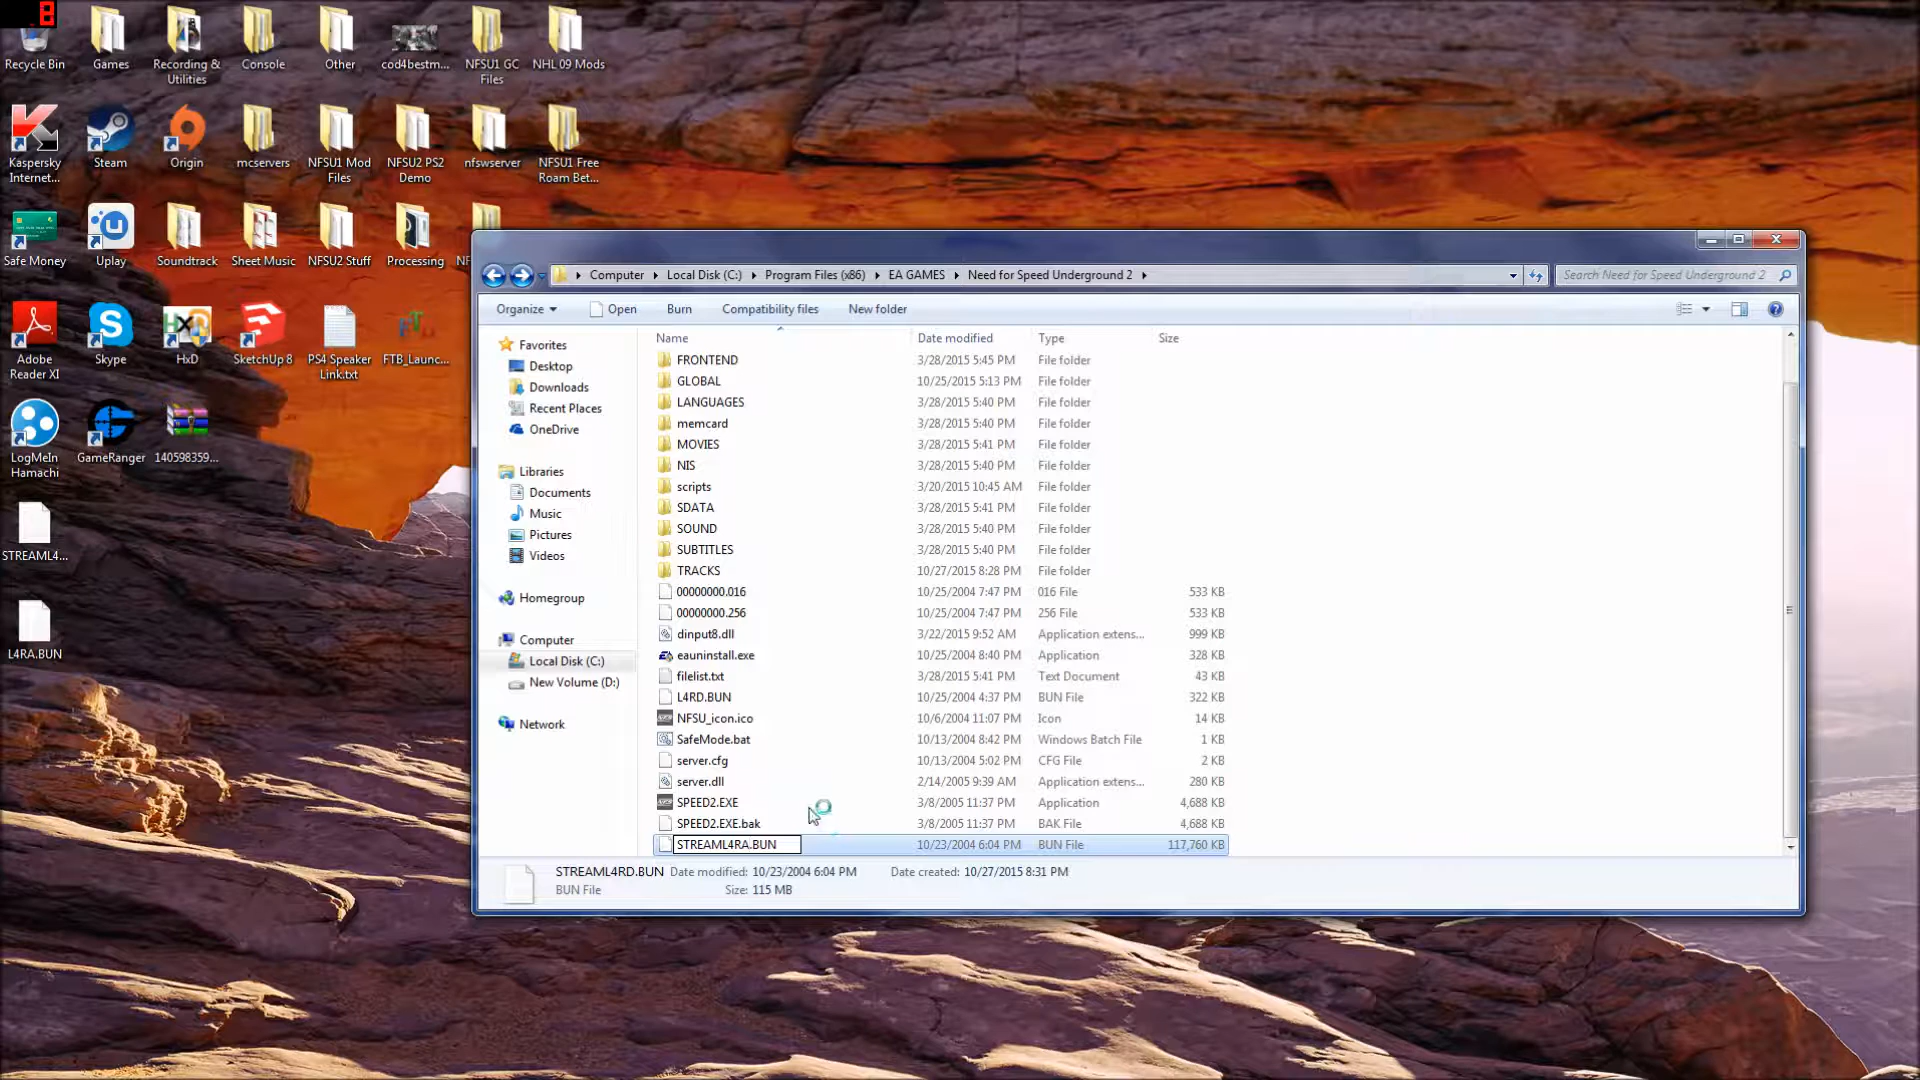 8
Recycle Bin
Games
Recording &
Utilities
Console
Other
cod4bestm...
NFSU1 GC
Files
NHL 09 Mods
Kaspersky
Internet...
Steam
Origin
mcservers
NFSU1 Mod
Files
NFSU2 PS2
Demo
nfswserver
NFSU1 Free
Roam Bet...
Safe Money
Uplay
Soundtrack
Sheet Music
NFSU2 Stuff
Processing
Adobe
Reader XI
Skype
HxD
SketchUp 8
PS4 Speaker
Link.txt
FTB_Launc...
LogMeIn
Hamachi
GameRanger
140598359...
STREAML4...
L4RA.BUN
Computer
Local Disk (C:)
Program Files (x86)
EA GAMES
Need for Speed Underground 2
Search Need for Speed Underground 2
Organize
Open
Burn
Compatibility files
New folder
Favorites
Desktop
Downloads
Recent Places
OneDrive
Libraries
Documents
Music
Pictures
Videos
Homegroup
Computer
Local Disk (C:)
New Volume (D:)
Network
Name Date modified Type Size
FRONTEND 3/28/2015 5:45 PM File folder
GLOBAL 10/25/2015 5:13 PM File folder
LANGUAGES 3/28/2015 5:40 PM File folder
memcard 3/28/2015 5:40 PM File folder
MOVIES 3/28/2015 5:41 PM File folder
NIS 3/28/2015 5:40 PM File folder
scripts 3/20/2015 10:45 AM File folder
SDATA 3/28/2015 5:41 PM File folder
SOUND 3/28/2015 5:40 PM File folder
SUBTITLES 3/28/2015 5:40 PM File folder
TRACKS 10/27/2015 8:28 PM File folder
00000000.016 10/25/2004 7:47 PM 016 File 533 KB
00000000.256 10/25/2004 7:47 PM 256 File 533 KB
dinput8.dll 3/22/2015 9:52 AM Application extens... 999 KB
eauninstall.exe 10/25/2004 8:40 PM Application 328 KB
filelist.txt 3/28/2015 5:41 PM Text Document 43 KB
L4RD.BUN 10/25/2004 4:37 PM BUN File 322 KB
NFSU_icon.ico 10/6/2004 11:07 PM Icon 14 KB
SafeMode.bat 10/13/2004 8:42 PM Windows Batch File 1 KB
server.cfg 10/13/2004 5:02 PM CFG File 2 KB
server.dll 2/14/2005 9:39 AM Application extens... 280 KB
SPEED2.EXE 3/8/2005 11:37 PM Application 4,688 KB
SPEED2.EXE.bak 3/8/2005 11:37 PM BAK File 4,688 KB
STREAML4RA.BUN 10/23/2004 6:04 PM BUN File 117,760 KB
STREAML4RD.BUN Date modified: 10/23/2004 6:04 PM Date created: 10/27/2015 8:31 PM
BUN File Size: 115 MB